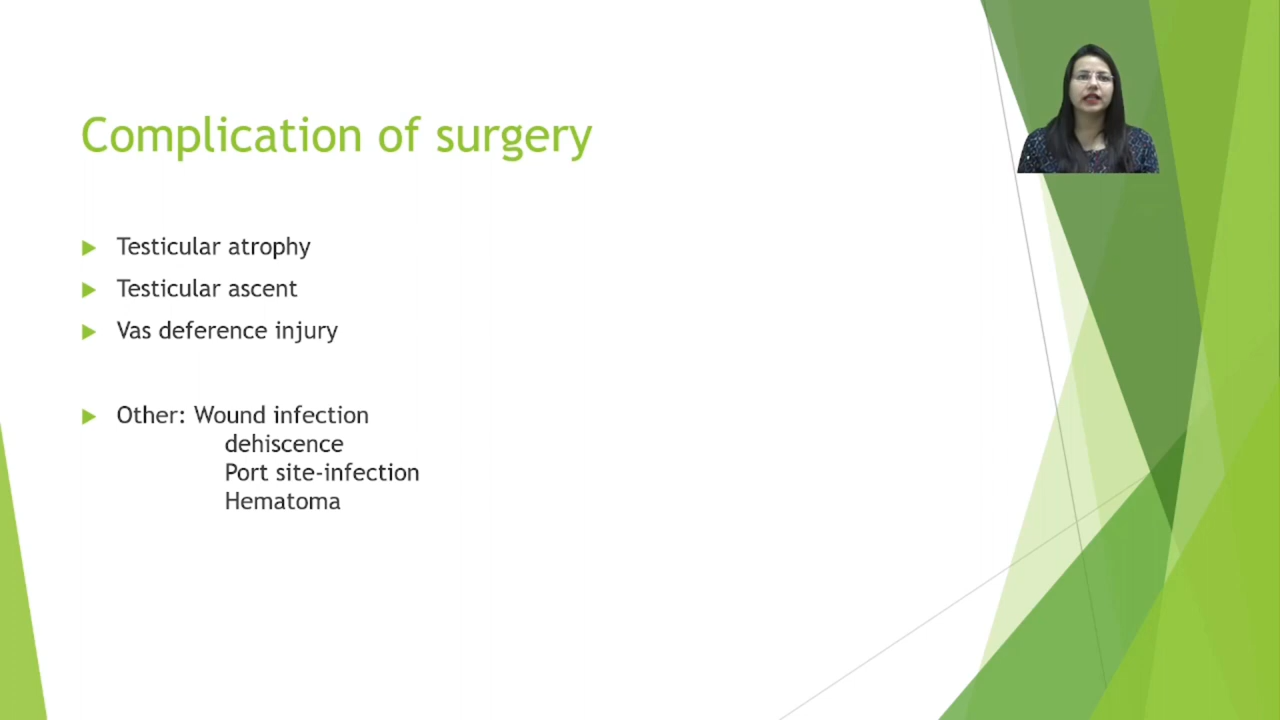 Complication of surgery
Testicular atrophy
Testicular ascent
Vas deference injury
Other: Wound infection
dehiscence
Port site-infection
Hematoma